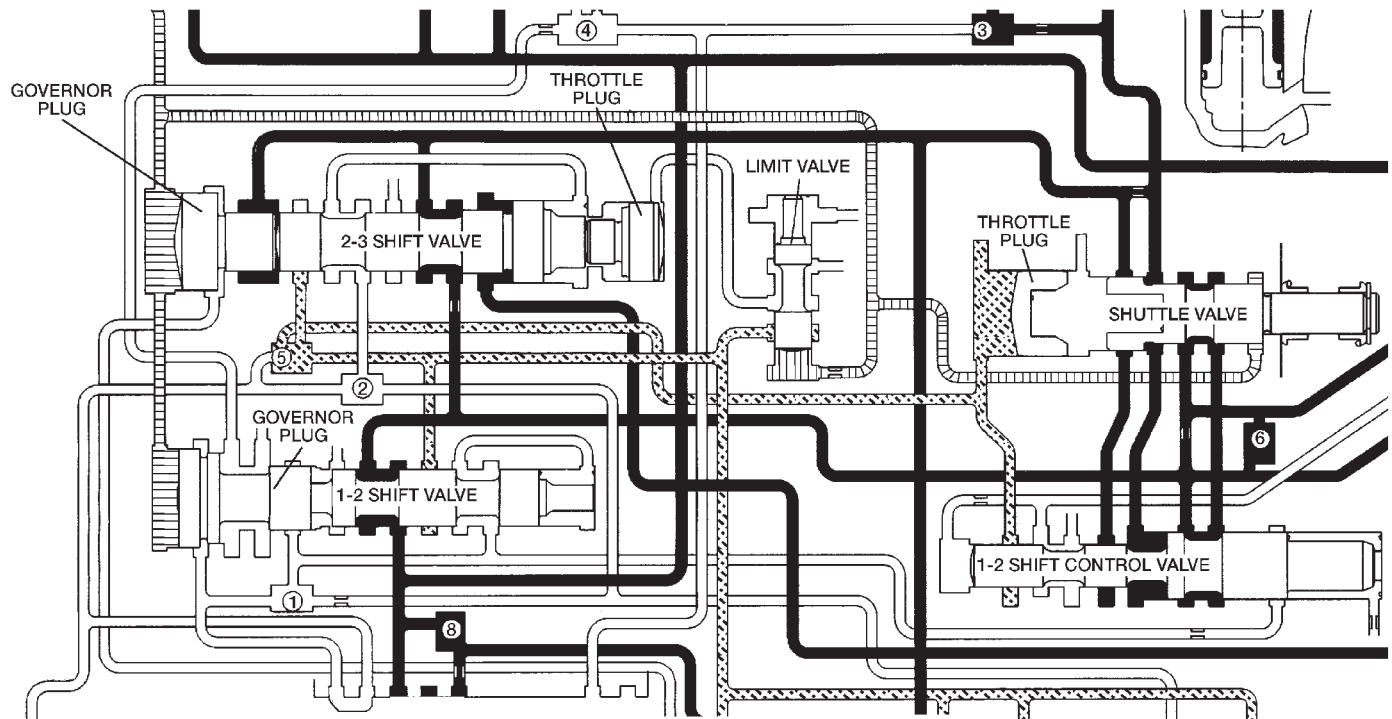 4
3
GOVERNOR
PLUG
THROTTLE
PLUG
LIMIT VALVE
2-3 SHIFT VALVE
THROTTLE
PLUG
SHUTTLE VALVE
5
2
GOVERNOR
PLUG
6
1-2 SHIFT VALVE
1-2 SHIFT CONTROL VALVE
1
8